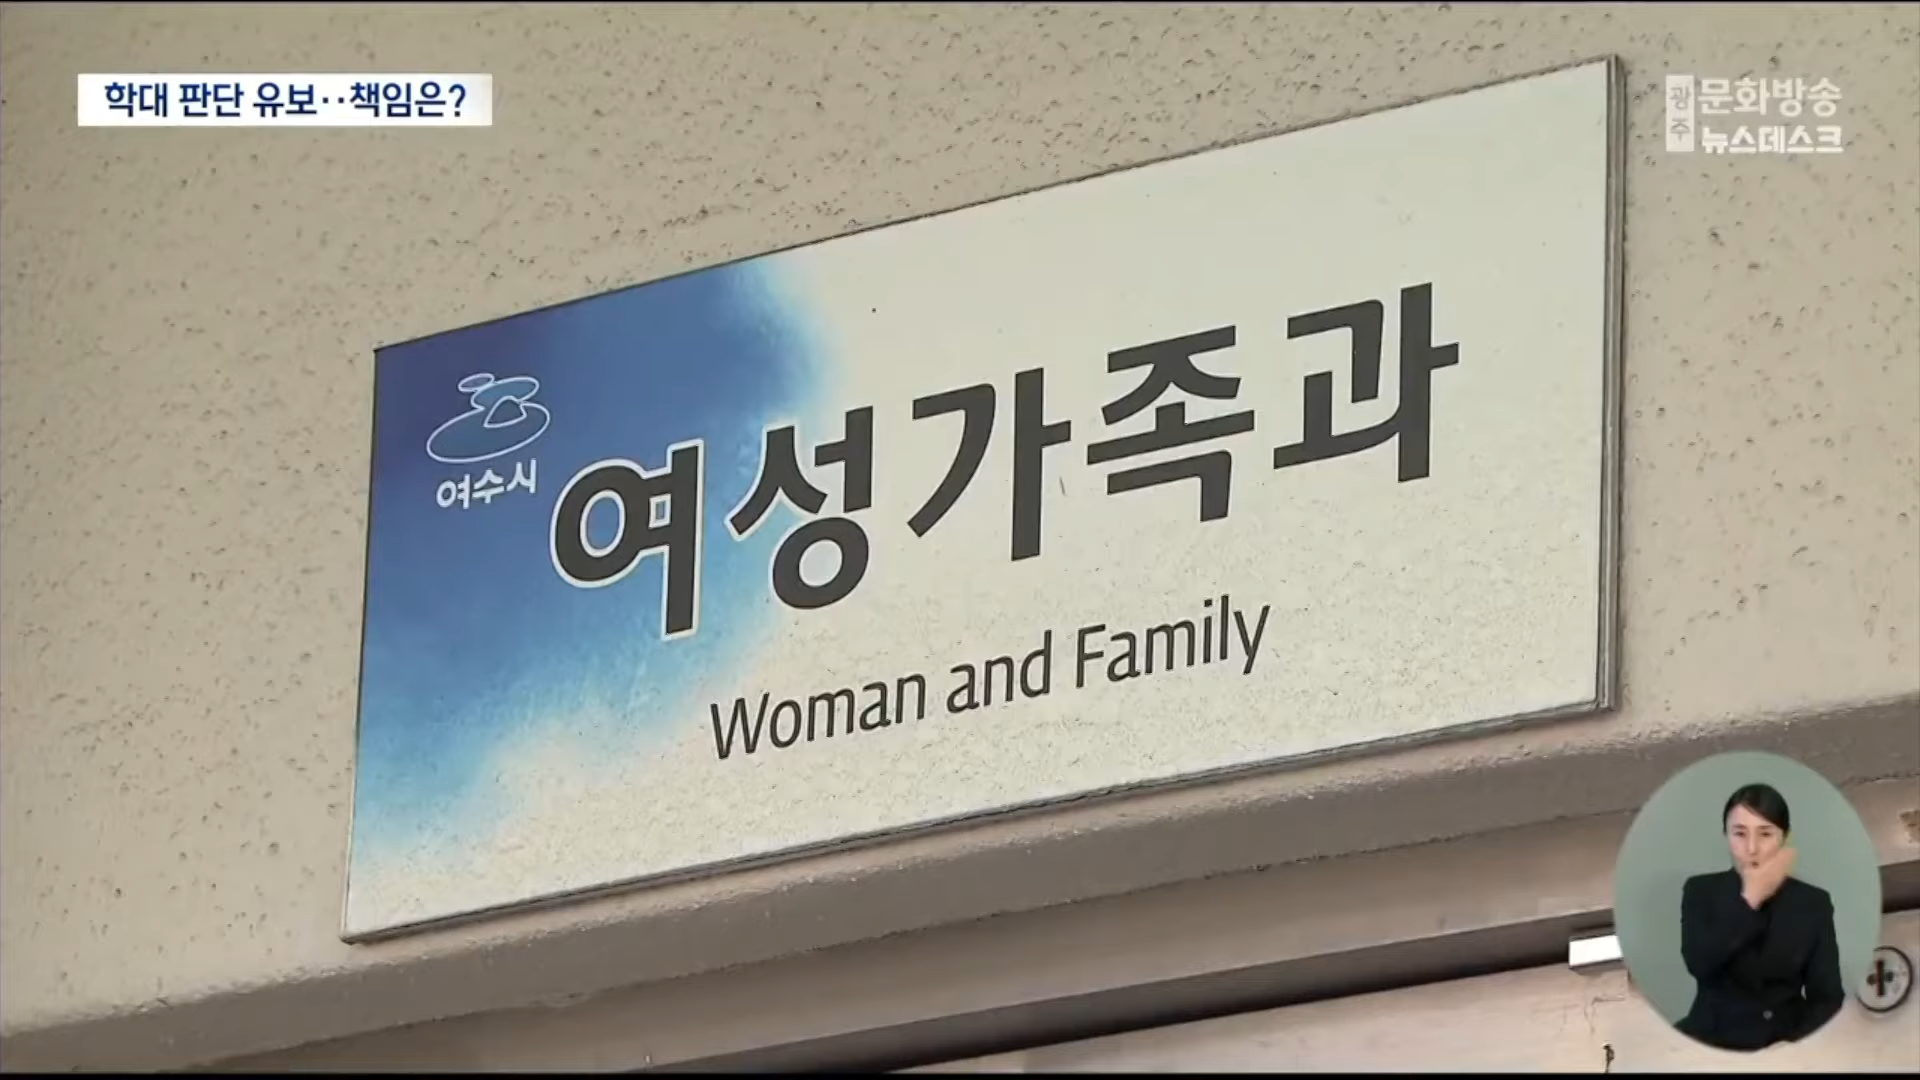 학대 판단 유보··책임은?
광주
문화방송
뉴스데스크
여수시
여성가족과
Woman and Family